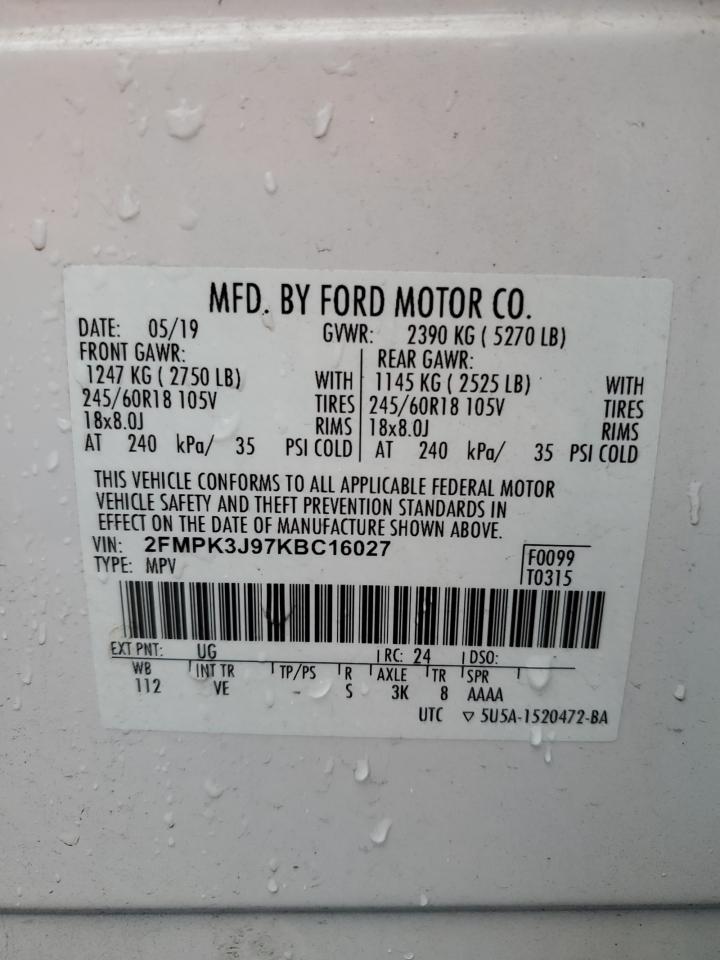 MFD. BY FORD MOTOR CO.
DATE: 05/19 GVWR: 2390 KG ( 5270 LB)
FRONT GAWR: REAR GAWR:
1247 KG ( 2750 LB) WITH 1145 KG ( 2525 LB) WITH
245/60R18 105V TIRES 245/60R18 105V TIRES
18x8.0J RIMS 18x8.0J RIMS
AT 240 kPa/ 35 PSI COLD AT 240 kPa/ 35 PSI COLD
THIS VEHICLE CONFORMS TO ALL APPLICABLE FEDERAL MOTOR
VEHICLE SAFETY AND THEFT PREVENTION STANDARDS IN
EFFECT ON THE DATE OF MANUFACTURE SHOWN ABOVE.
VIN: 2FMPK3J97KBC16027 F0099
TYPE: MPV T0315
EXT PNT: UG RC: 24 DSO:
WB INT TR TP/PS R AXLE TR SPR
112 VE - S 3K 8 AAAA
UTC ▽ 5U5A-1520472-BA